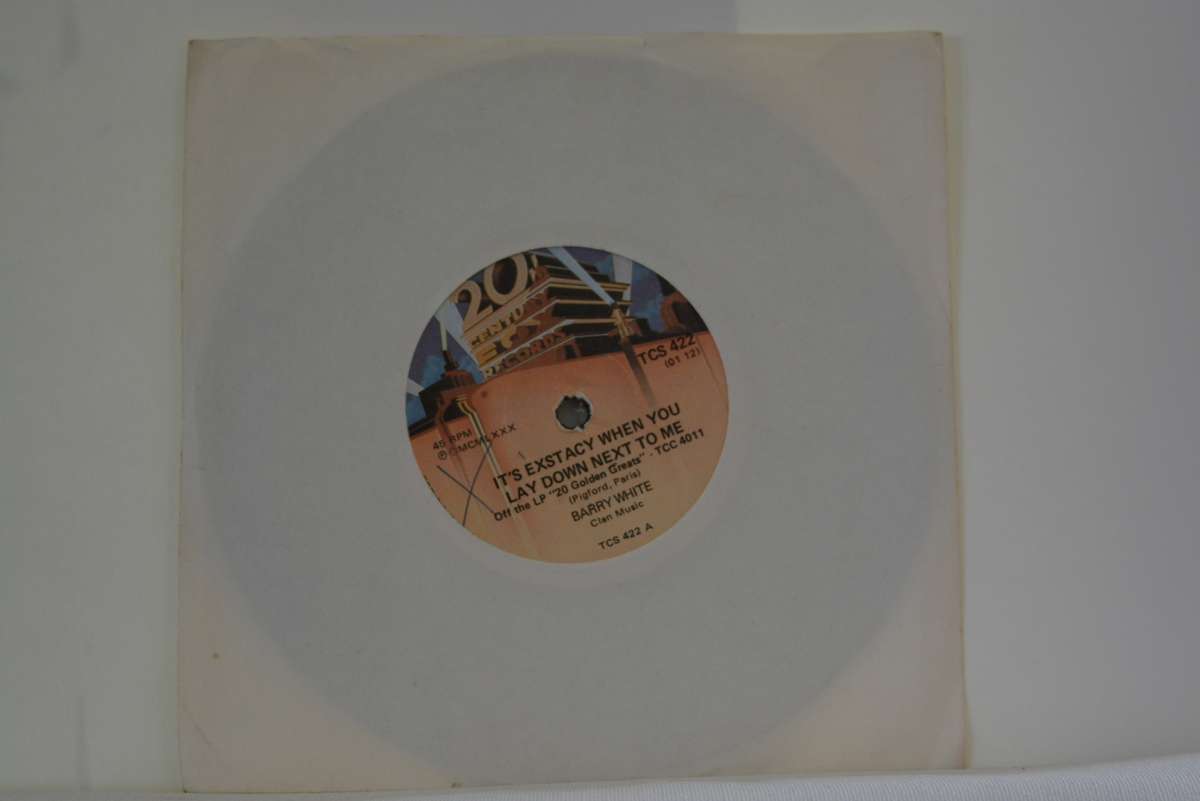 20
CENTU
RECORDS
TCS 422
(01 12)
45 RPM
℗©MCMLXXX
IT'S EXSTACY WHEN YOU
LAY DOWN NEXT TO ME
Off the LP "20 Golden Greats" - TCC 4011
(Pigford, Paris)
BARRY WHITE
Clan Music
TCS 422 A